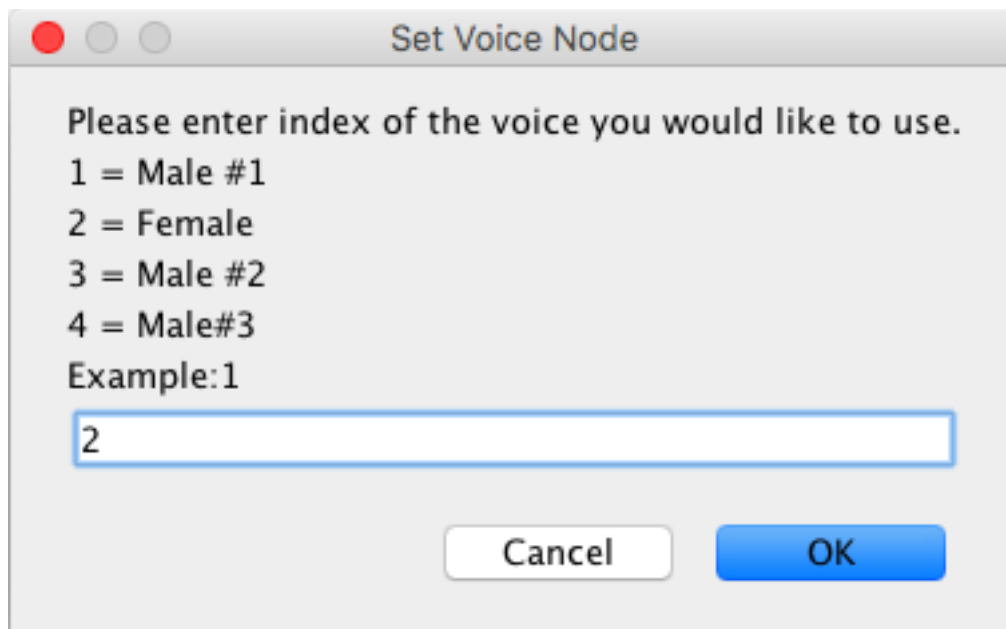 Set Voice Node
Please enter index of the voice you would like to use.
1 = Male #1
2 = Female
3 = Male #2
4 = Male#3
Example:1
2
Cancel OK